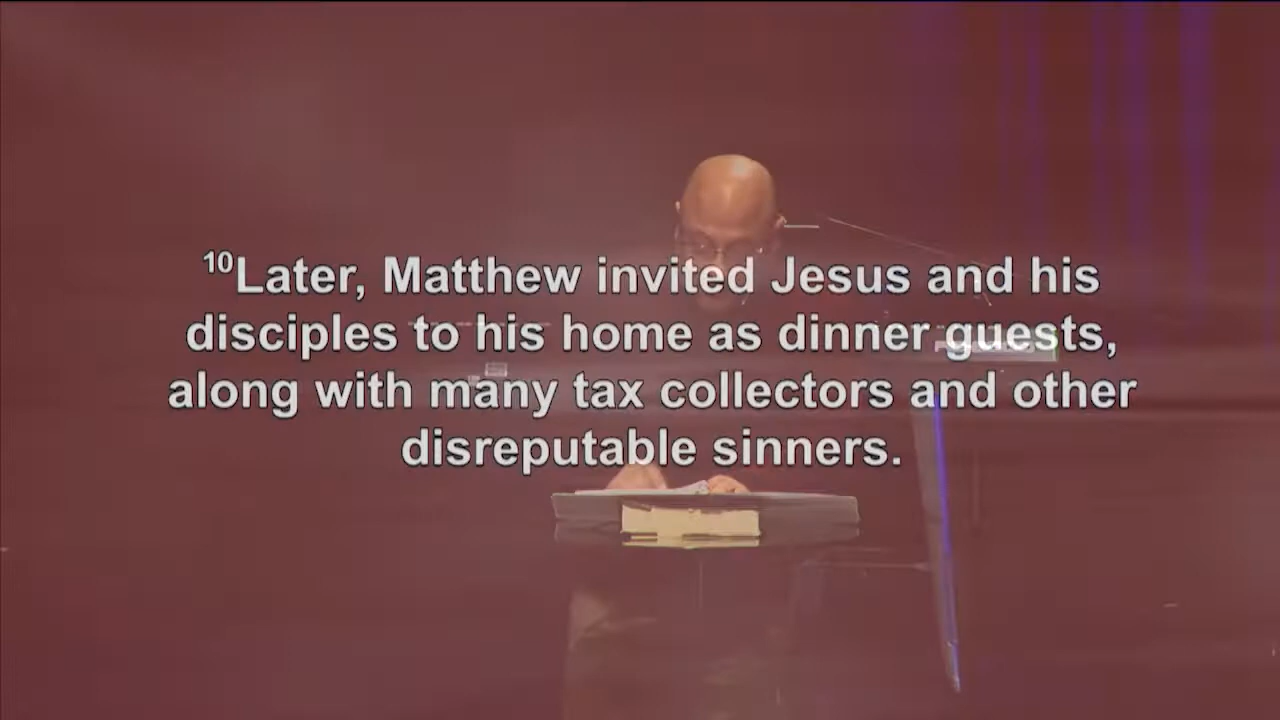 ¹⁰Later, Matthew invited Jesus and his
disciples to his home as dinner guests,
along with many tax collectors and other
disreputable sinners.